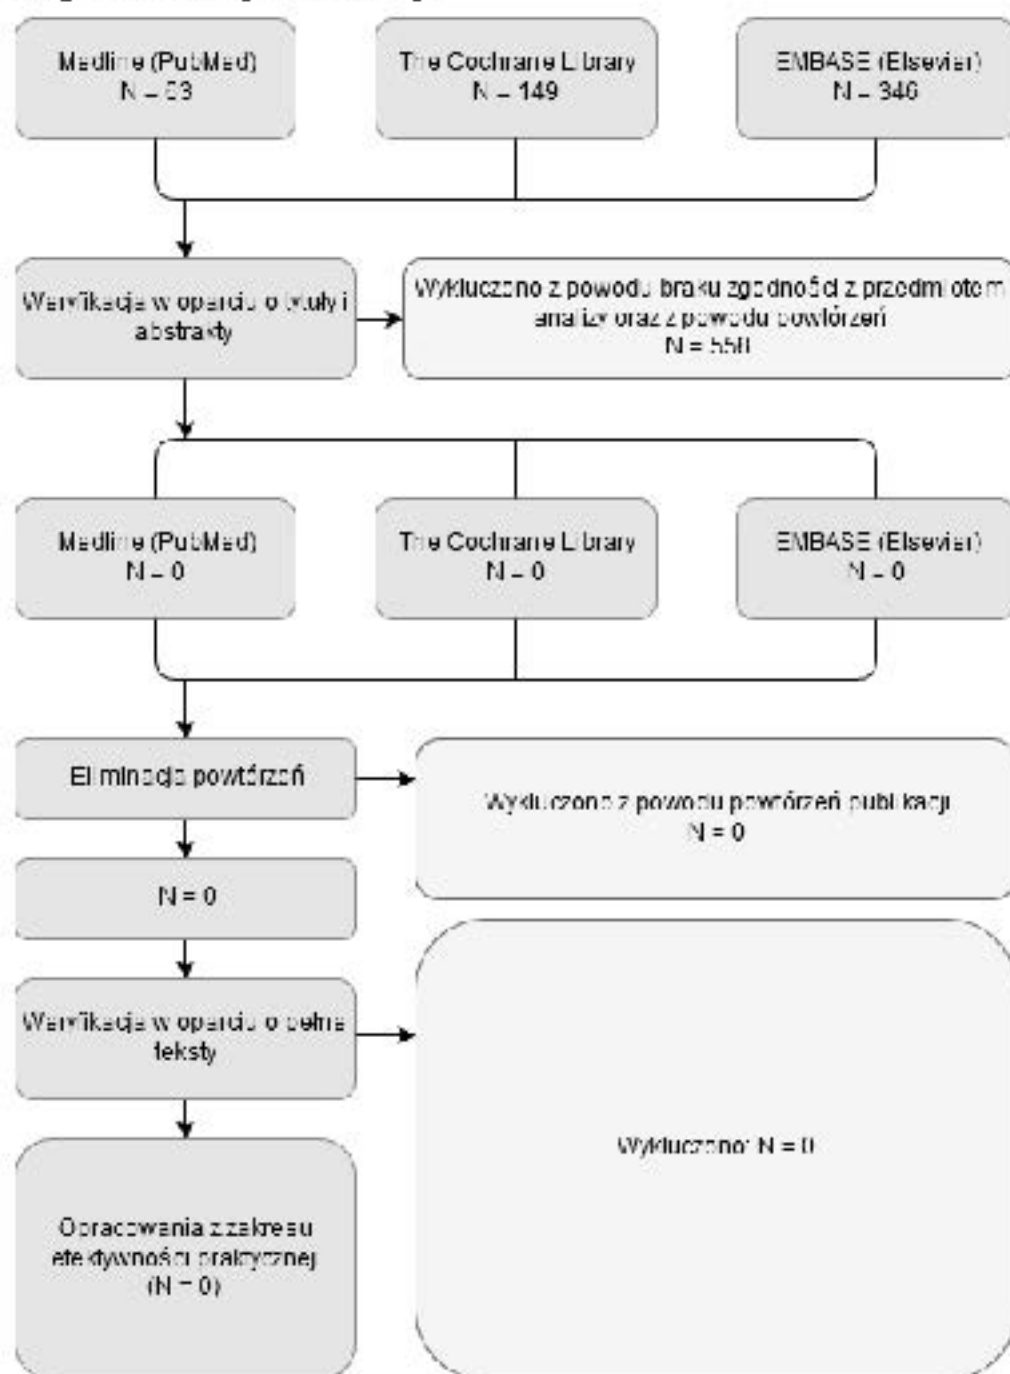 Medline (PubMed)
N = 63
The Cochrane Library
N = 149
EMBASE (Elsevier)
N = 346
Weryfikacja w oparciu o tytuły i
abstrakty
Wykluczono z powodu braku zgodności z przedmiotem
analizy oraz z powodu powtórzeń
N = 558
Medline (PubMed)
N = 0
The Cochrane Library
N = 0
EMBASE (Elsevier)
N = 0
Eliminacja powtórzeń
Wykluczono z powodu powtórzeń publikacji
N = 0
N = 0
Weryfikacja w oparciu o pełne
teksty
Wykluczono: N = 0
Opracowania z zakresu
efektywności praktycznej
(N = 0)